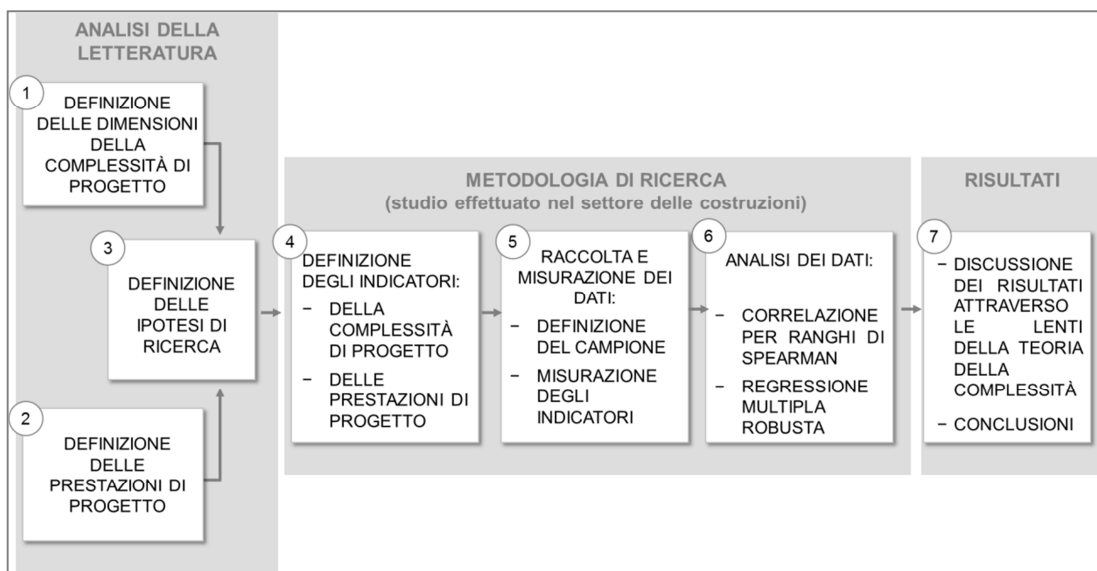 ANALISI DELLA
LETTERATURA
1
DEFINIZIONE
DELLE DIMENSIONI
DELLA
COMPLESSITÀ DI
PROGETTO
2
DEFINIZIONE
DELLE
PRESTAZIONI DI
PROGETTO
3
DEFINIZIONE
DELLE
IPOTESI DI
RICERCA
METODOLOGIA DI RICERCA
(studio effettuato nel settore delle costruzioni)
4
DEFINIZIONE
DEGLI INDICATORI:
– DELLA
COMPLESSITÀ
DI PROGETTO
– DELLE
PRESTAZIONI DI
PROGETTO
5
RACCOLTA E
MISURAZIONE DEI
DATI:
– DEFINIZIONE
DEL CAMPIONE
– MISURAZIONE
DEGLI
INDICATORI
6
ANALISI DEI DATI:
– CORRELAZIONE
PER RANGHI DI
SPEARMAN
– REGRESSIONE
MULTIPLA
ROBUSTA
RISULTATI
7
– DISCUSSIONE
DEI RISULTATI
ATTRAVERSO
LE LENTI
DELLA TEORIA
DELLA
COMPLESSITÀ
– CONCLUSIONI